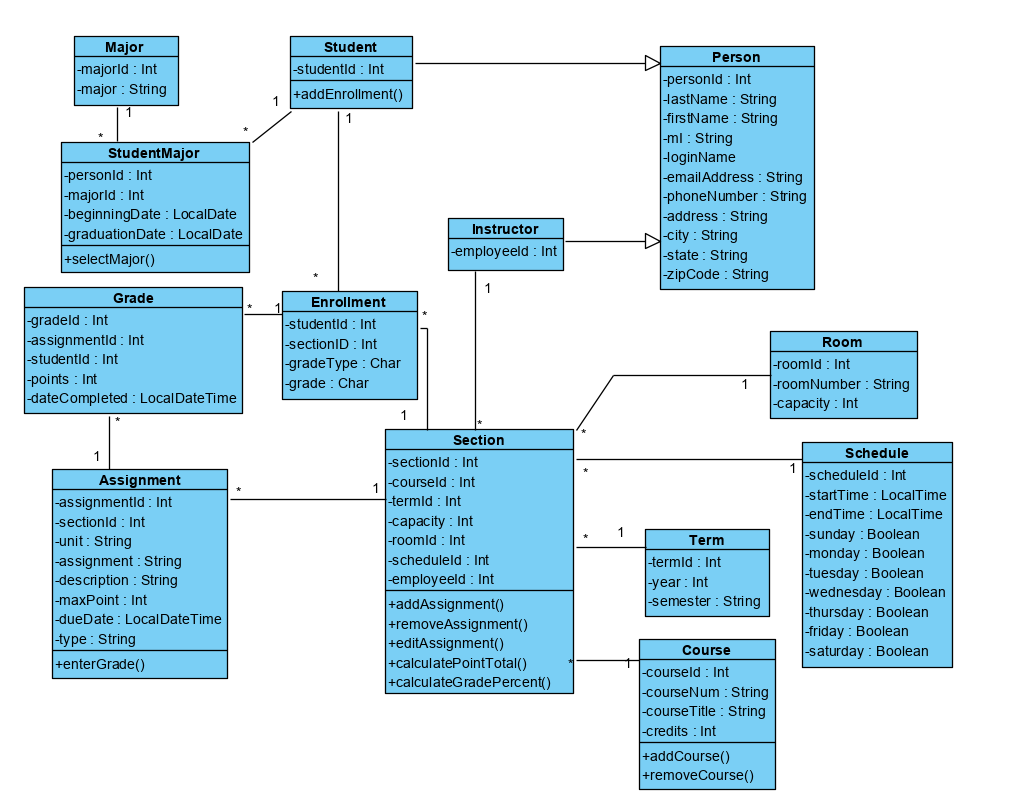 Major
-majorId : Int
-major : String
1
*
Student
-studentId : Int
+addEnrollment()
1
*
1
*
Person
-personId : Int
-lastName : String
-firstName : String
-mI : String
-loginName
-emailAddress : String
-phoneNumber : String
-address : String
-city : String
-state : String
-zipCode : String
StudentMajor
-personId : Int
-majorId : Int
-beginningDate : LocalDate
-graduationDate : LocalDate
+selectMajor()
Instructor
-employeeId : Int
1
*
Grade
-gradeId : Int
-assignmentId : Int
-studentId : Int
-points : Int
-dateCompleted : LocalDateTime
*
1
*
1
Enrollment
-studentId : Int
-sectionID : Int
-gradeType : Char
-grade : Char
*
1
Room
-roomId : Int
-roomNumber : String
-capacity : Int
1
*
Section
-sectionId : Int
-courseId : Int
-termId : Int
-capacity : Int
-roomId : Int
-scheduleId : Int
-employeeId : Int
+addAssignment()
+removeAssignment()
+editAssignment()
+calculatePointTotal()
+calculateGradePercent()
*
1
Schedule
-scheduleId : Int
-startTime : LocalTime
-endTime : LocalTime
-sunday : Boolean
-monday : Boolean
-tuesday : Boolean
-wednesday : Boolean
-thursday : Boolean
-friday : Boolean
-saturday : Boolean
Assignment
-assignmentId : Int
-sectionId : Int
-unit : String
-assignment : String
-description : String
-maxPoint : Int
-dueDate : LocalDateTime
-type : String
+enterGrade()
*
1
*
1
Term
-termId : Int
-year : Int
-semester : String
*
1
Course
-courseId : Int
-courseNum : String
-courseTitle : String
-credits : Int
+addCourse()
+removeCourse()